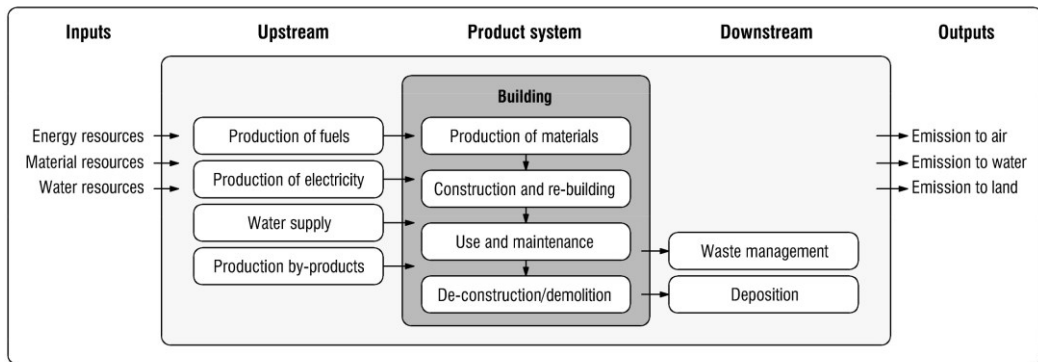 Inputs Upstream Product system Downstream Outputs
Building
Energy resources Production of fuels Production of materials Emission to air
Material resources Production of electricity Construction and re-building Emission to water
Water resources Emission to land
Water supply Use and maintenance Waste management
Production by-products De-construction/demolition Deposition